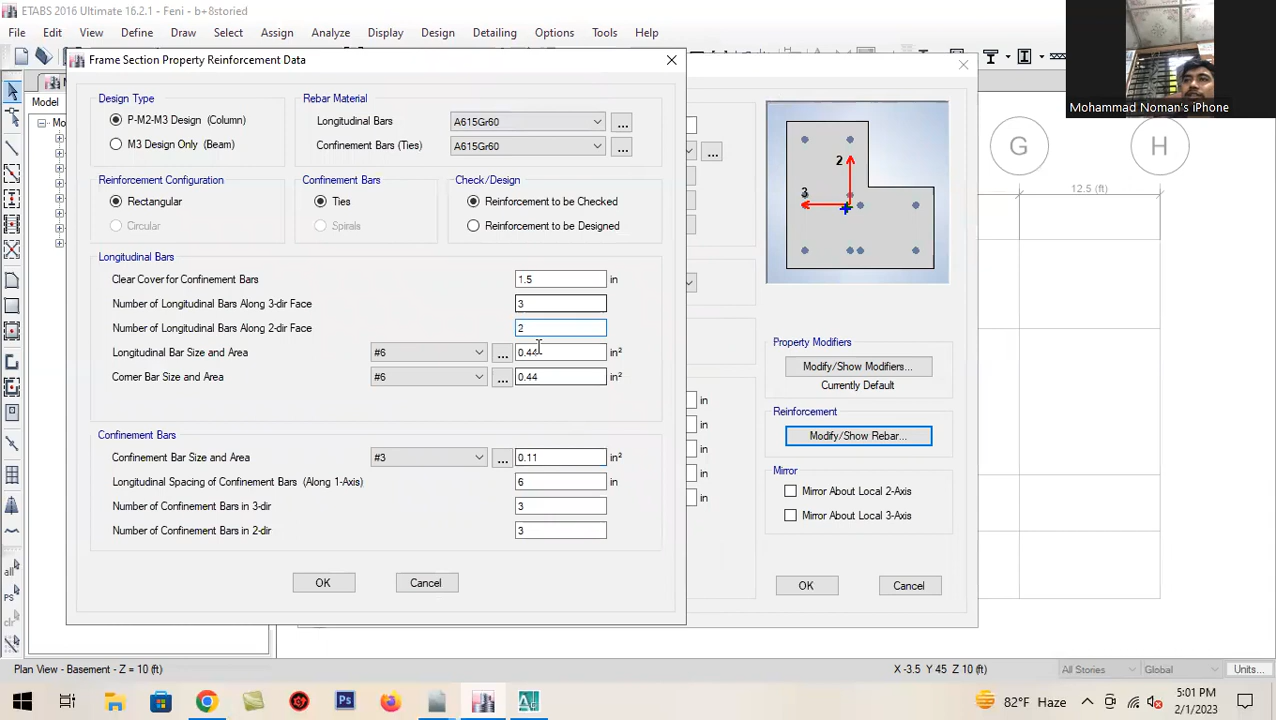 ETABS 2016 Ultimate 16.2.1 - Feni - b+8storied
File Edit View Define Draw Select Assign Analyze Display Design Detailing Options Tools Help
Mohammad Noman's iPhone
Frame Section Property Reinforcement Data
Model
Design Type
P-M2-M3 Design (Column)
M3 Design Only (Beam)
Rebar Material
Longitudinal Bars A615Gr60 ...
Confinement Bars (Ties) A615Gr60 ...
Reinforcement Configuration
Rectangular
Circular
Confinement Bars
Ties
Spirals
Check/Design
Reinforcement to be Checked
Reinforcement to be Designed
Longitudinal Bars
Clear Cover for Confinement Bars 1.5 in
Number of Longitudinal Bars Along 3-dir Face 3
Number of Longitudinal Bars Along 2-dir Face 2
Longitudinal Bar Size and Area #6 ... 0.44 in²
Corner Bar Size and Area #6 ... 0.44 in²
Confinement Bars
Confinement Bar Size and Area #3 ... 0.11 in²
Longitudinal Spacing of Confinement Bars (Along 1-Axis) 6 in
Number of Confinement Bars in 3-dir 3
Number of Confinement Bars in 2-dir 3
OK Cancel
...
in
in
in
in
in
2
3
Property Modifiers
Modify/Show Modifiers...
Currently Default
Reinforcement
Modify/Show Rebar...
Mirror
Mirror About Local 2-Axis
Mirror About Local 3-Axis
OK Cancel
G H
12.5 (ft)
all
PS
clr
Plan View - Basement - Z = 10 (ft) X -3.5 Y 45 Z 10 (ft) All Stories Global Units...
Ps
82°F Haze
5:01 PM
2/1/2023